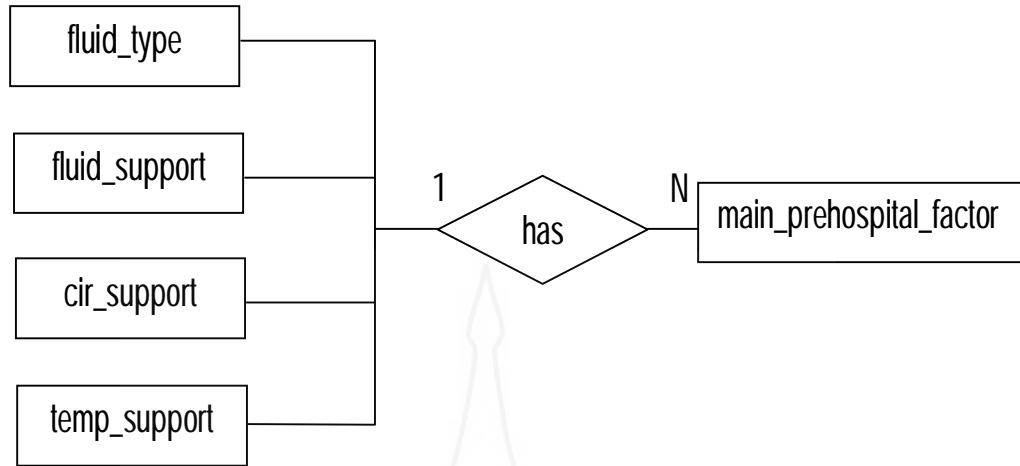 fluid_type
fluid_support
1
N
has
main_prehospital_factor
cir_support
temp_support